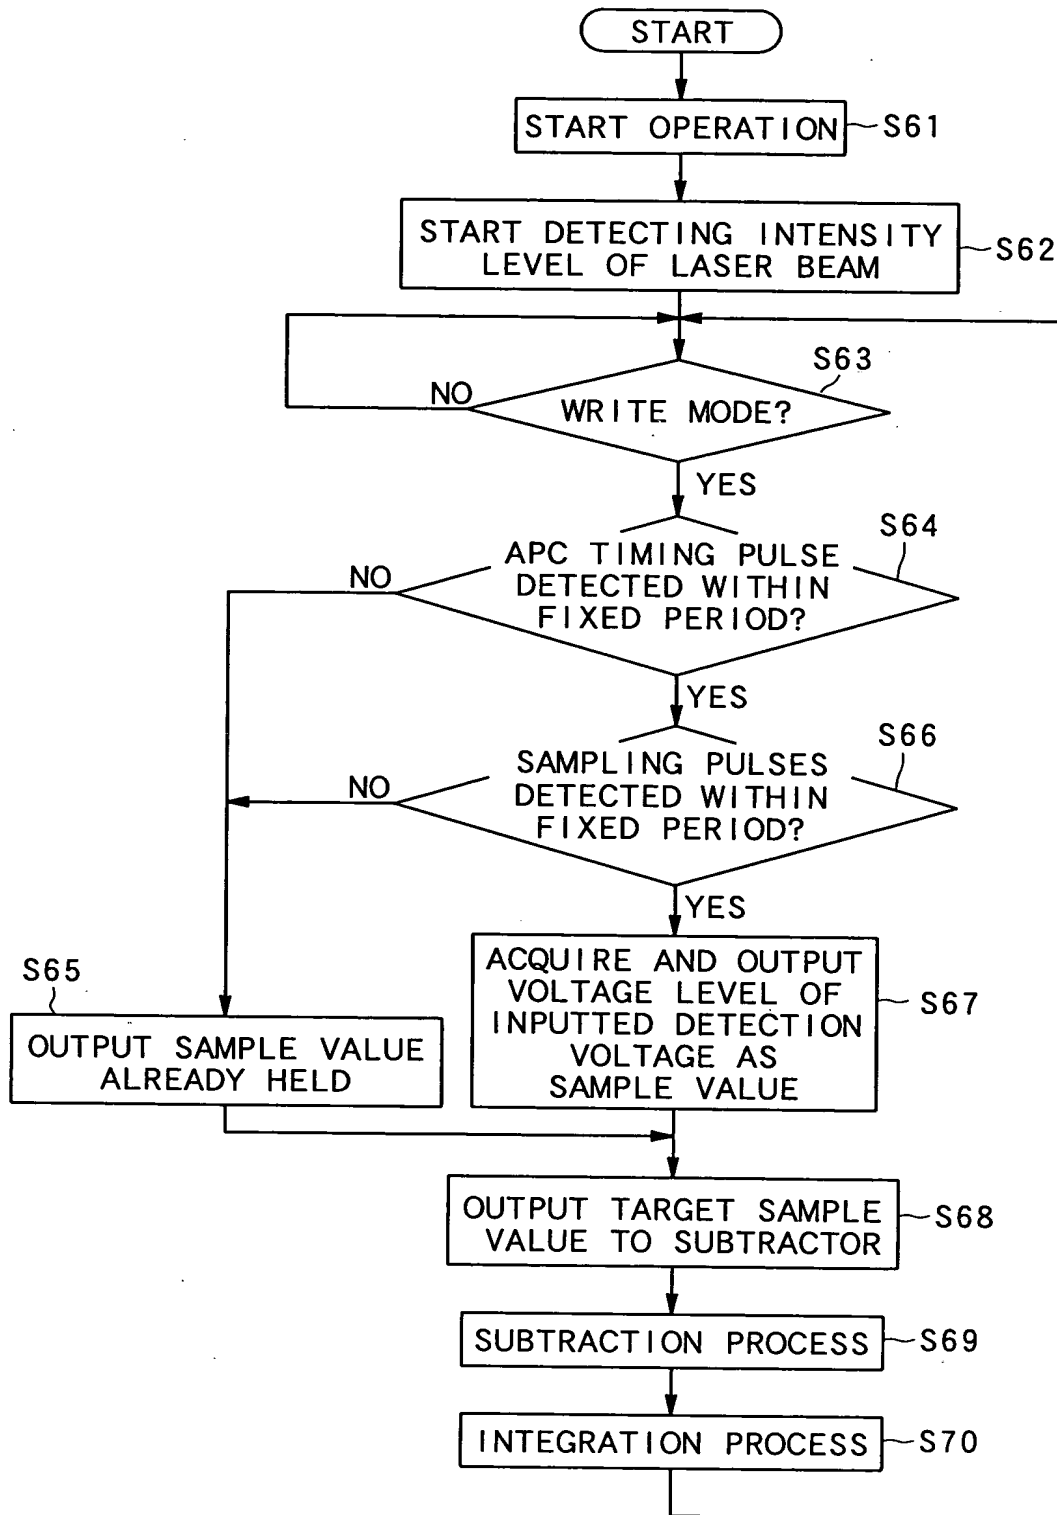 START
START OPERATION
S61
START DETECTING INTENSITY
LEVEL OF LASER BEAM
S62
S63
NO
WRITE MODE?
YES
S64
APC TIMING PULSE
DETECTED WITHIN
FIXED PERIOD?
NO
YES
S66
SAMPLING PULSES
DETECTED WITHIN
FIXED PERIOD?
NO
YES
S65
OUTPUT SAMPLE VALUE
ALREADY HELD
ACQUIRE AND OUTPUT
VOLTAGE LEVEL OF
INPUTTED DETECTION
VOLTAGE AS
SAMPLE VALUE
S67
OUTPUT TARGET SAMPLE
VALUE TO SUBTRACTOR
S68
SUBTRACTION PROCESS
S69
INTEGRATION PROCESS
S70